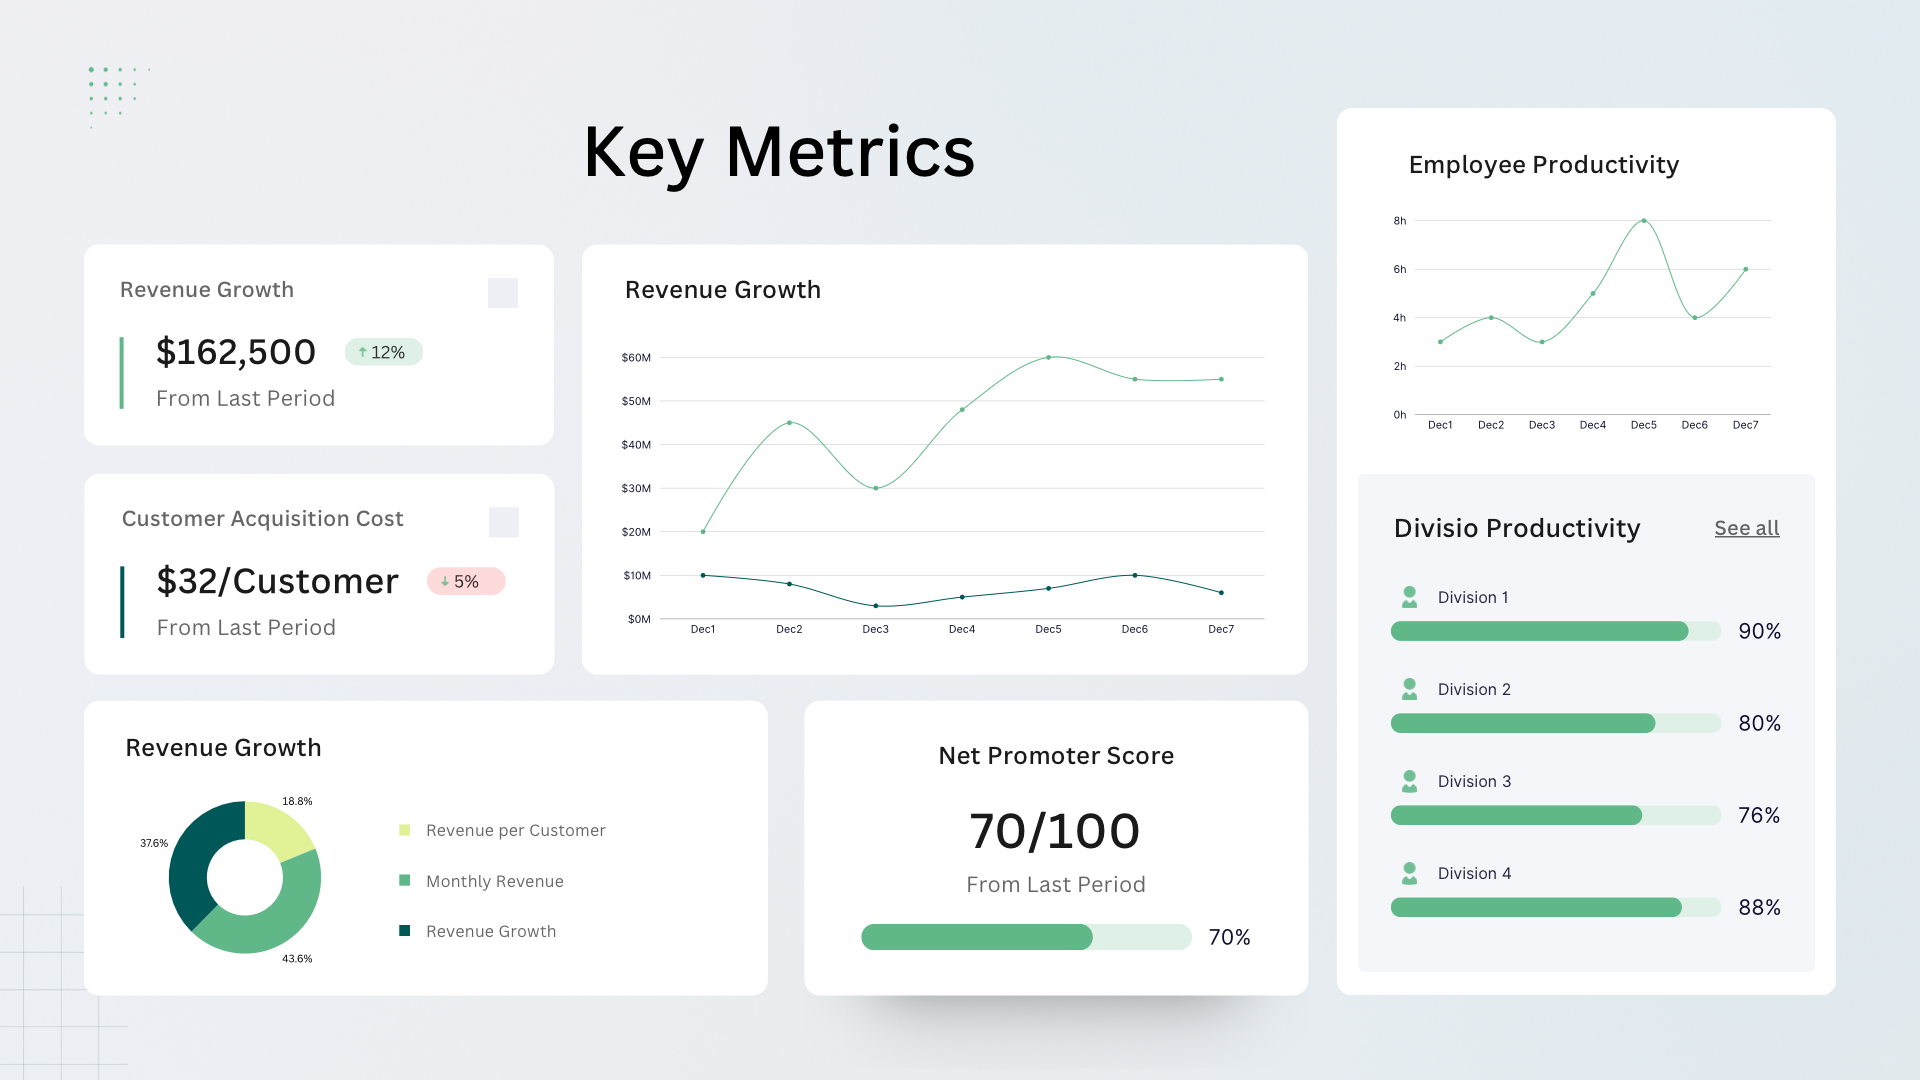 Key Metrics
Revenue Growth
$162,500
12%
From Last Period
Customer Acquisition Cost
$32/Customer
5%
From Last Period
Revenue Growth
$60M
$50M
$40M
$30M
$20M
$10M
$0M
Dec1 Dec2 Dec3 Dec4 Dec5 Dec6 Dec7
Revenue Growth
18.8%
37.6%
43.6%
Revenue per Customer
Monthly Revenue
Revenue Growth
Net Promoter Score
70/100
From Last Period
70%
Employee Productivity
8h
6h
4h
2h
0h
Dec1 Dec2 Dec3 Dec4 Dec5 Dec6 Dec7
Divisio Productivity See all
Division 1
90%
Division 2
80%
Division 3
76%
Division 4
88%